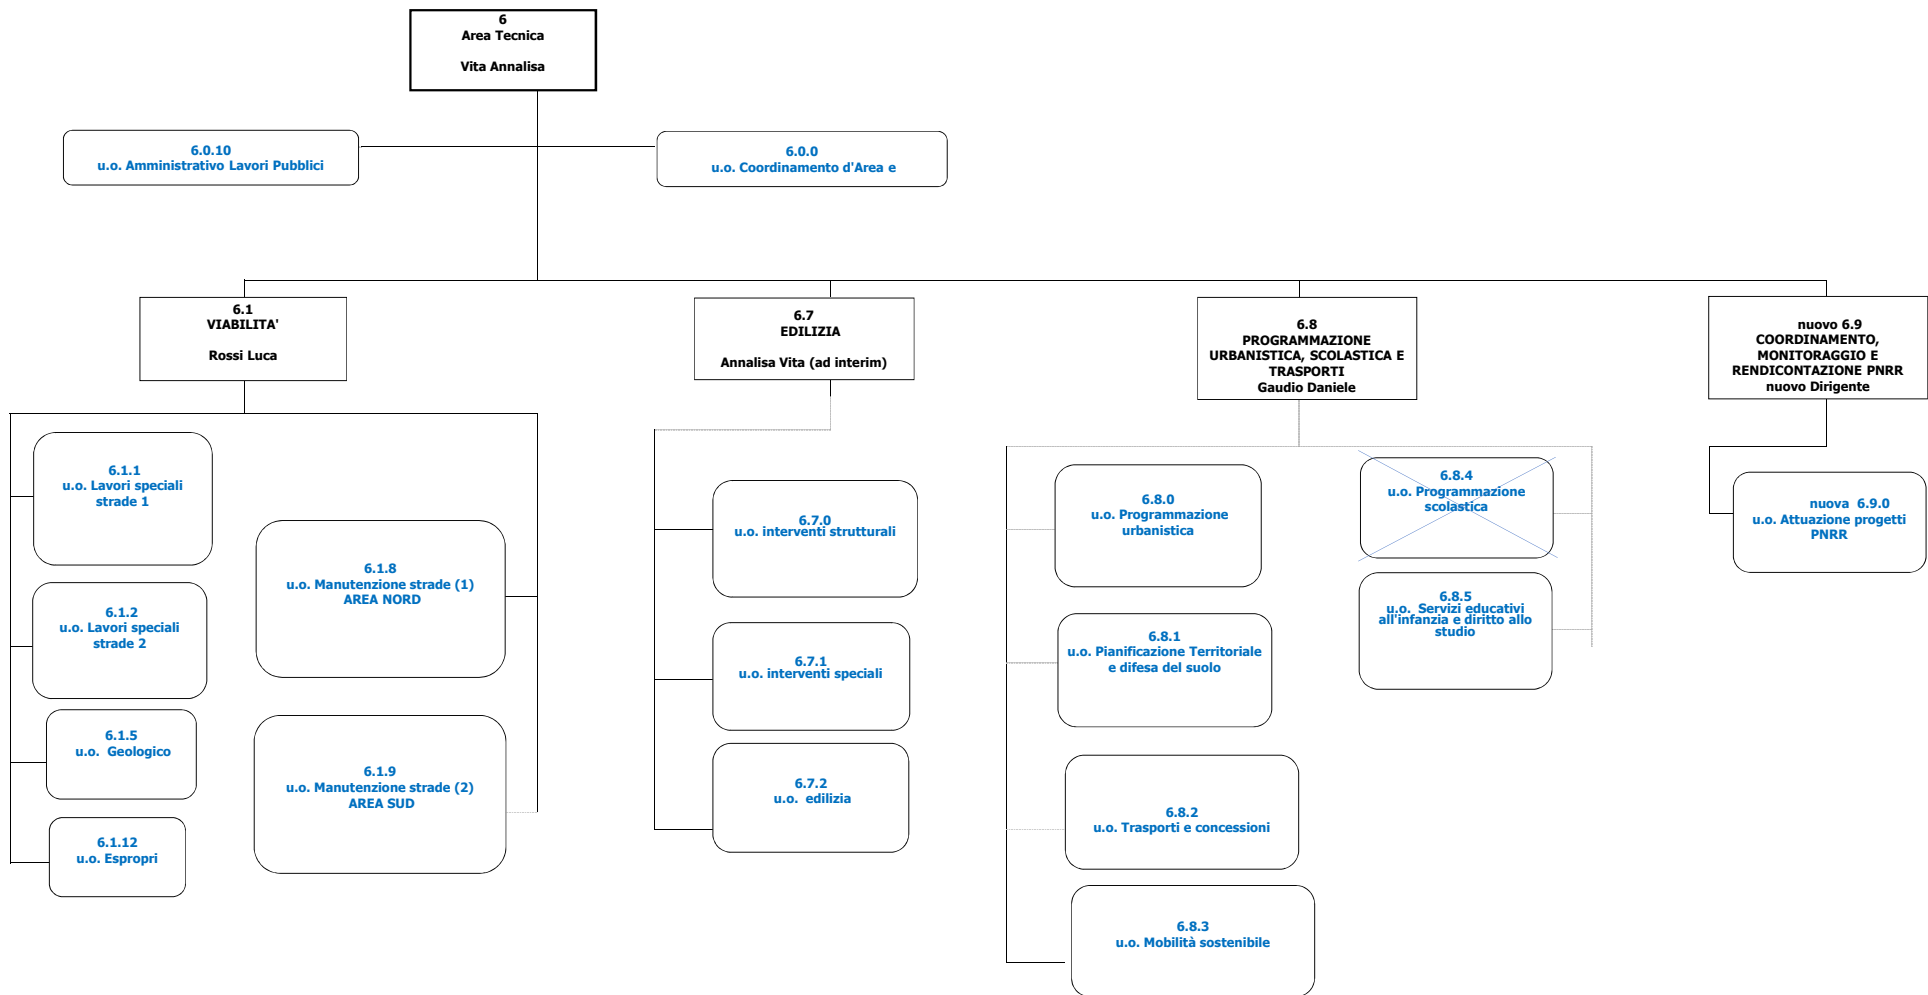 6
Area Tecnica
Vita Annalisa
6.0.10
u.o. Amministrativo Lavori Pubblici
6.0.0
u.o. Coordinamento d'Area e
6.1
VIABILITA'
Rossi Luca
6.7
EDILIZIA
Annalisa Vita (ad interim)
6.8
PROGRAMMAZIONE
URBANISTICA, SCOLASTICA E
TRASPORTI
Gaudio Daniele
nuovo 6.9
COORDINAMENTO,
MONITORAGGIO E
RENDICONTAZIONE PNRR
nuovo Dirigente
6.1.1
u.o. Lavori speciali
strade 1
6.1.2
u.o. Lavori speciali
strade 2
6.1.5
u.o. Geologico
6.1.12
u.o. Espropri
6.1.8
u.o. Manutenzione strade (1)
AREA NORD
6.1.9
u.o. Manutenzione strade (2)
AREA SUD
6.7.0
u.o. interventi strutturali
6.7.1
u.o. interventi speciali
6.7.2
u.o. edilizia
6.8.0
u.o. Programmazione
urbanistica
6.8.1
u.o. Pianificazione Territoriale
e difesa del suolo
6.8.2
u.o. Trasporti e concessioni
6.8.3
u.o. Mobilità sostenibile
6.8.4
u.o. Programmazione
scolastica
6.8.5
u.o. Servizi educativi
all'infanzia e diritto allo
studio
nuova 6.9.0
u.o. Attuazione progetti
PNRR